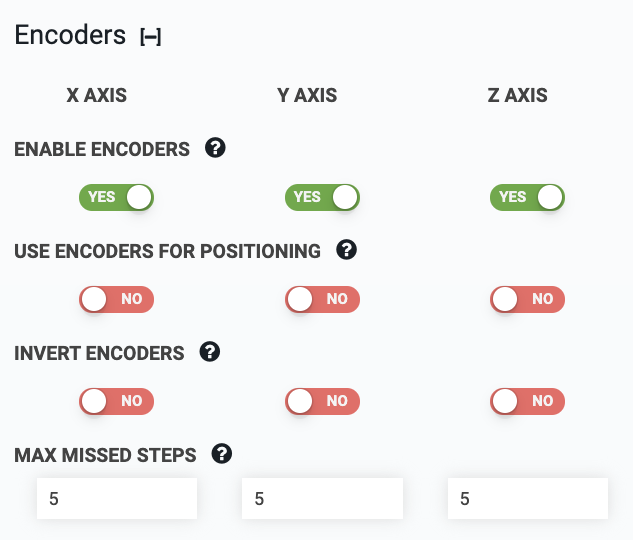 Encoders [–]
X AXIS Y AXIS Z AXIS
ENABLE ENCODERS ?
YES YES YES
USE ENCODERS FOR POSITIONING ?
NO NO NO
INVERT ENCODERS ?
NO NO NO
MAX MISSED STEPS ?
5 5 5